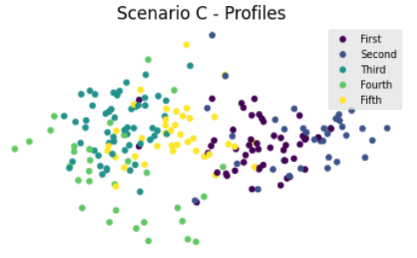 Scenario C - Profiles
First
Second
Third
Fourth
Fifth